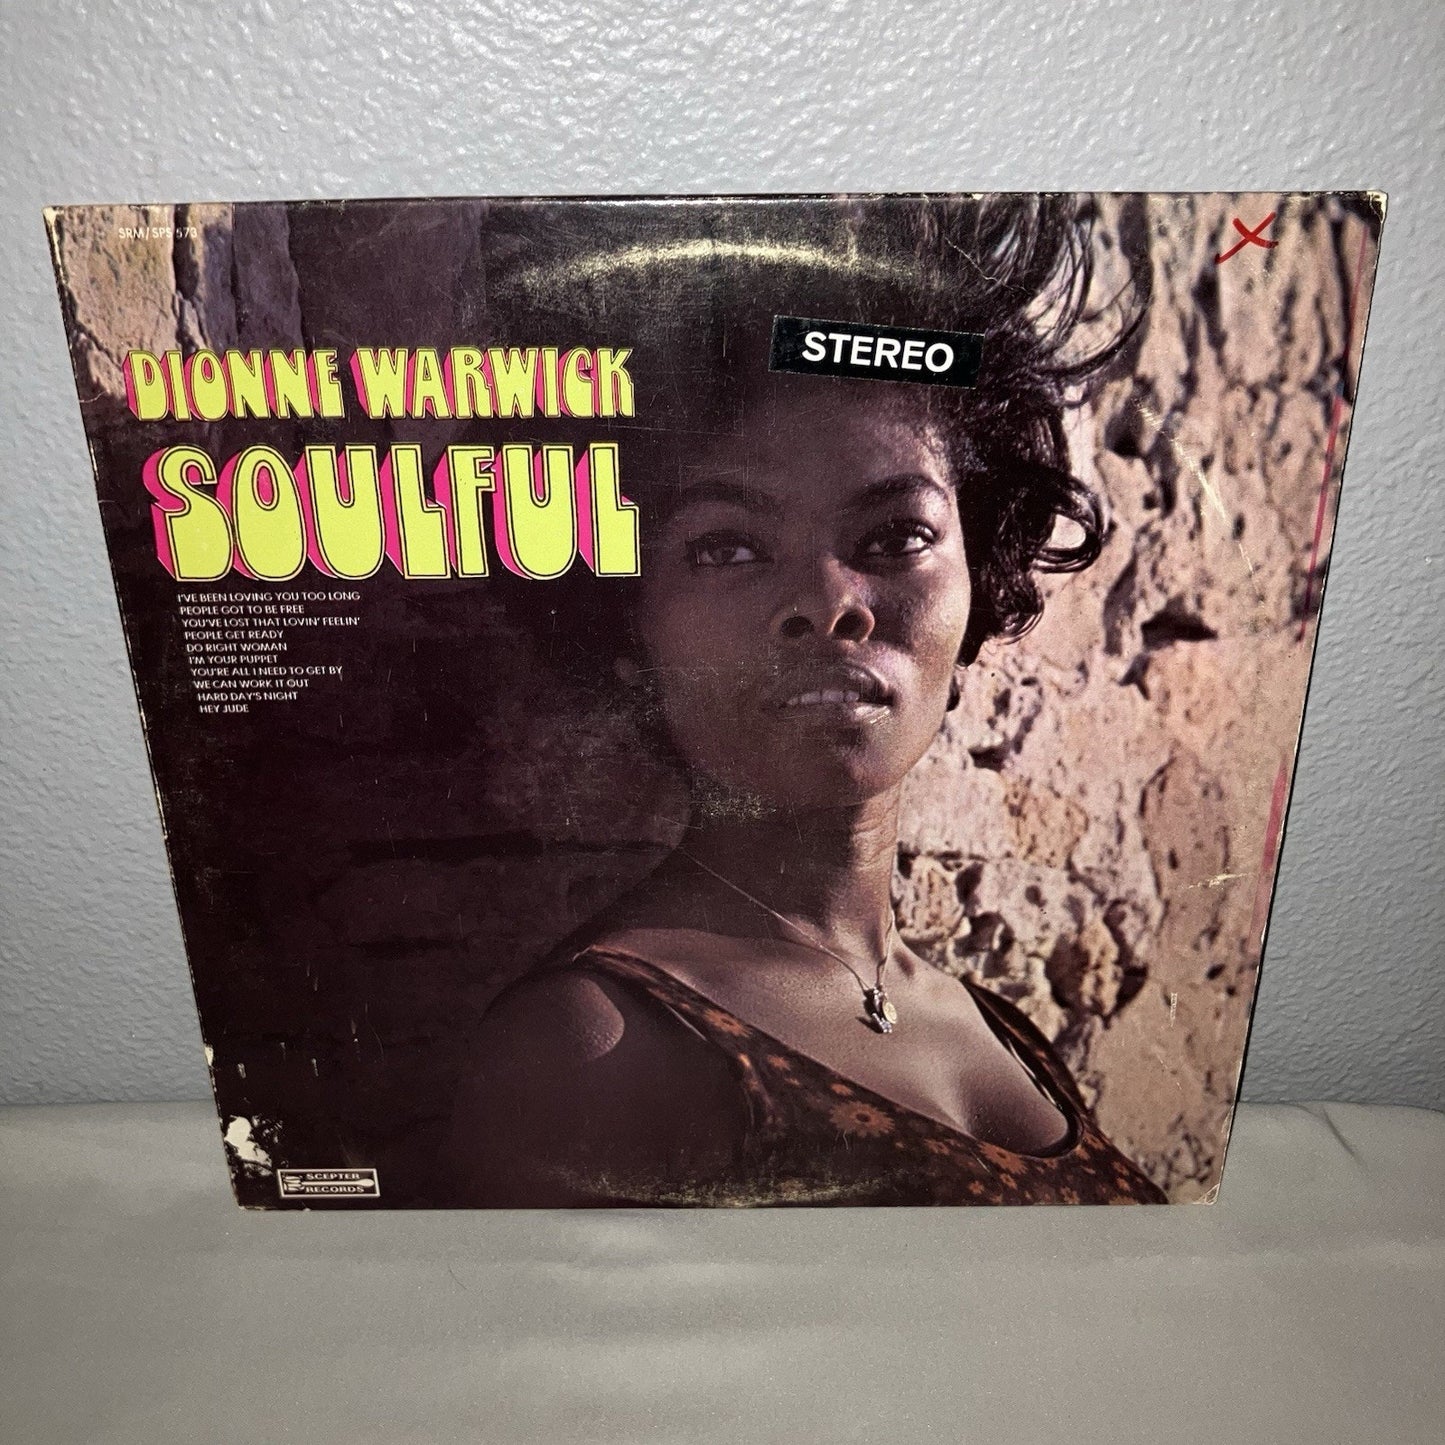 SRM/SPS 573
STEREO
DIONNE WARWICK
SOULFUL
I'VE BEEN LOVING YOU TOO LONG
PEOPLE GOT TO BE FREE
YOU'VE LOST THAT LOVIN' FEELIN'
PEOPLE GET READY
DO RIGHT WOMAN
I'M YOUR PUPPET
YOU'RE ALL I NEED TO GET BY
WE CAN WORK IT OUT
HARD DAY'S NIGHT
HEY JUDE
SCEPTER
RECORDS